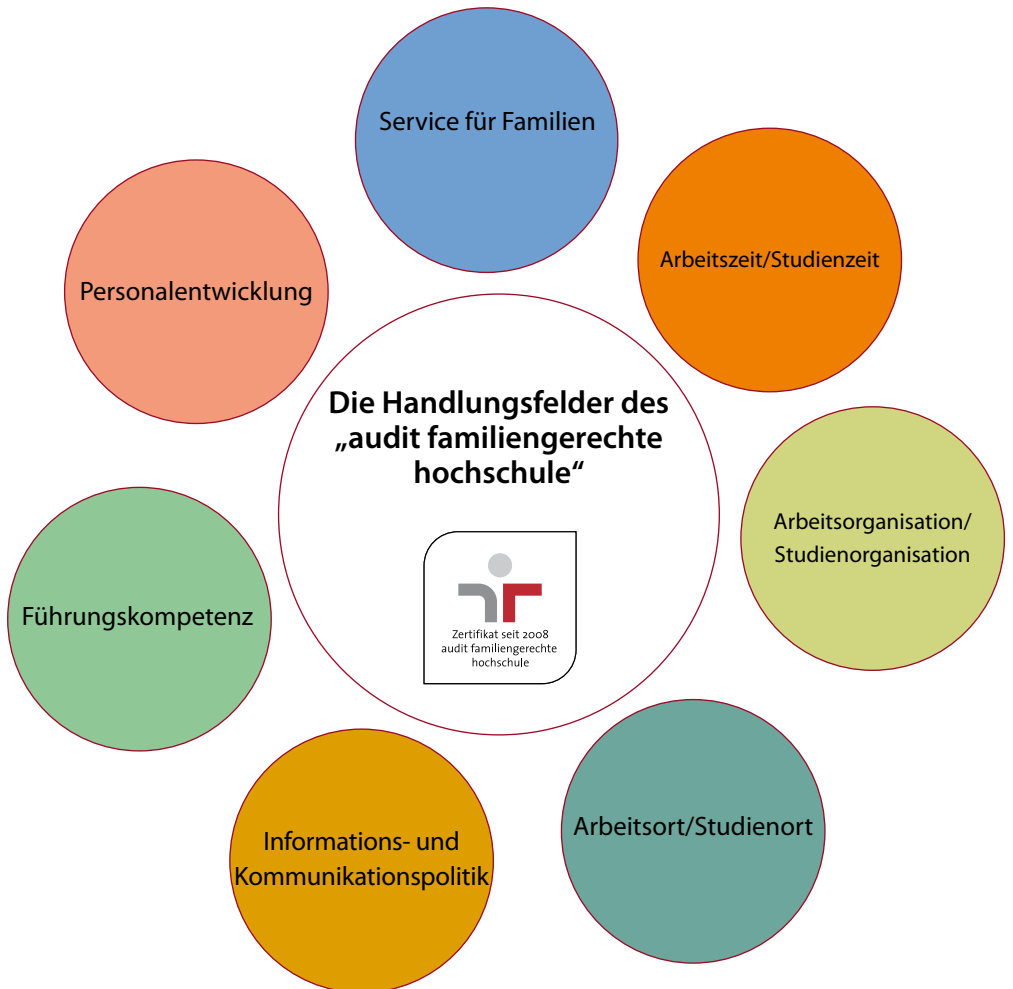 Service für Familien
Arbeitszeit/Studienzeit
Personalentwicklung
Die Handlungsfelder des
„audit familiengerechte
hochschule“
Arbeitsorganisation/
Studienorganisation
Führungskompetenz
Zertifikat seit 2008
audit familiengerechte
hochschule
Arbeitsort/Studienort
Informations- und
Kommunikationspolitik